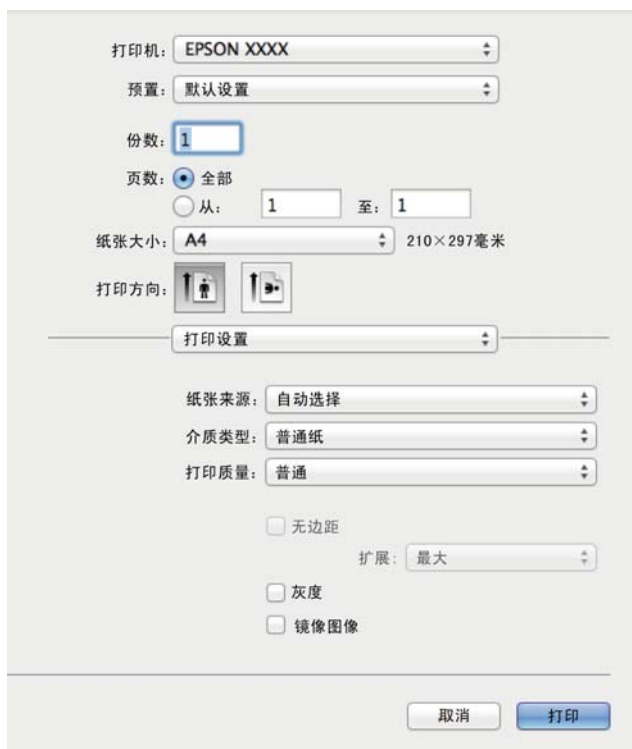 打印机: EPSON XXXX
预置: 默认设置
份数: 1
页数: 全部
从: 1 至: 1
纸张大小: A4 210×297毫米
打印方向:
打印设置
纸张来源: 自动选择
介质类型: 普通纸
打印质量: 普通
无边距
扩展: 最大
灰度
镜像图像
取消 打印